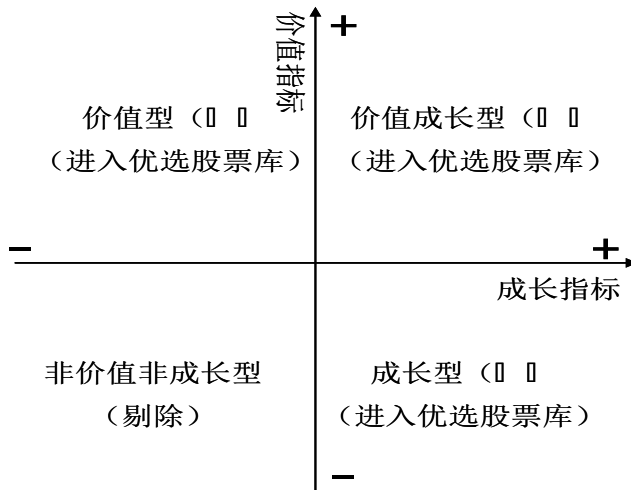 价值指标
+
价值型（
（进入优选股票库）
价值成长型（
（进入优选股票库）
−
+
成长指标
非价值非成长型
（剔除）
成长型（
（进入优选股票库）
−